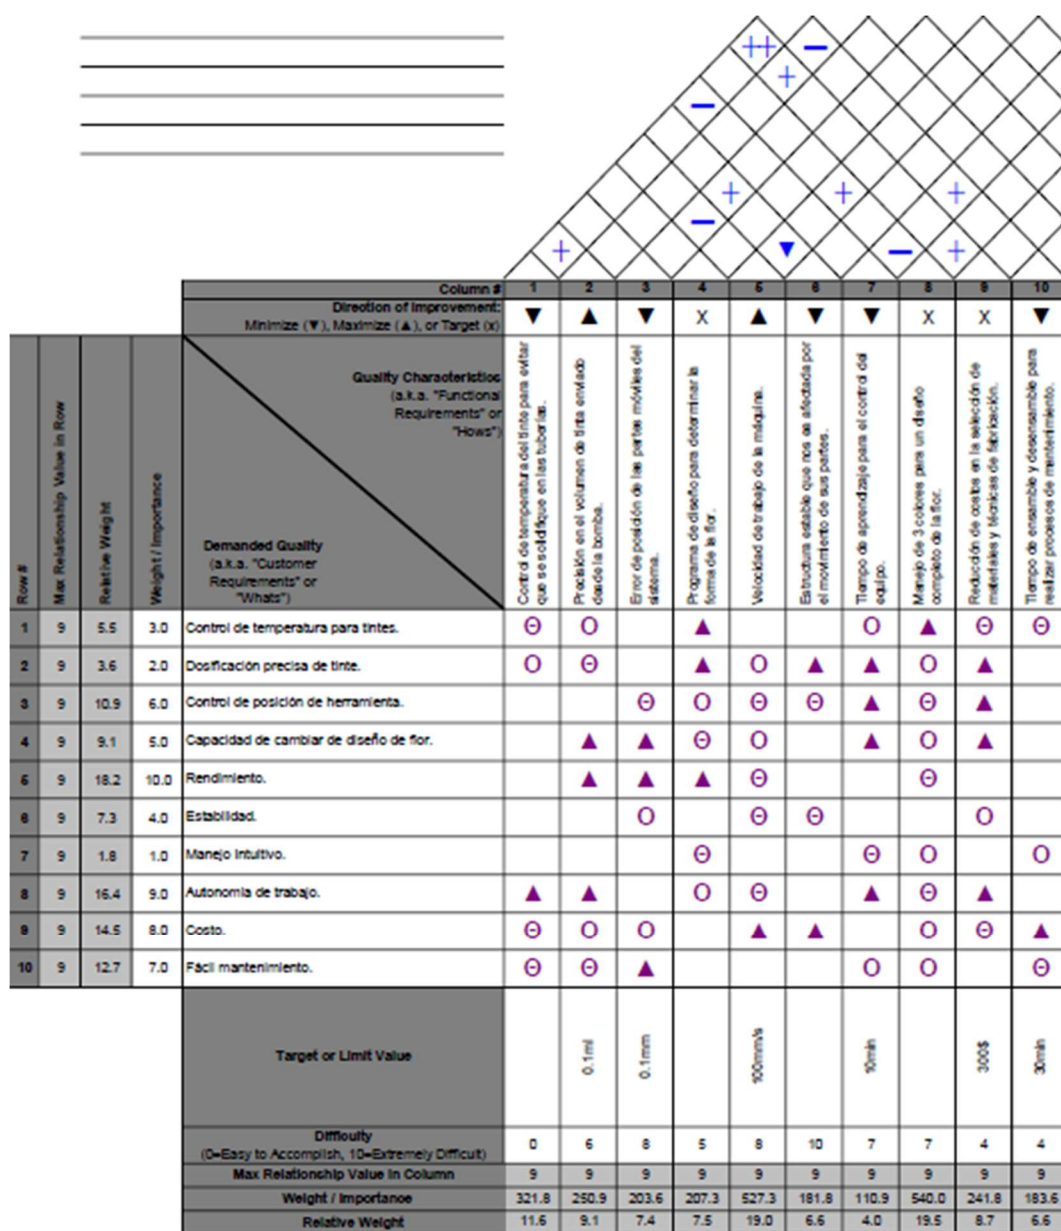 Column # 1 2 3 4 5 6 7 8 9 10
Direction of Improvement:
Minimize (▼), Maximize (▲), or Target (x) ▼ ▲ ▼ X ▲ ▼ ▼ X X ▼
Row #
Max Relationship Value in Row
Relative Weight
Weight / Importance
Quality Characteristics
(a.k.a. "Functional
Requirements" or
"Hows")
Demanded Quality
(a.k.a. "Customer
Requirements" or
"Whats")
Control de temperatura del tinte para evitar
que se solidifique en las tuberías.
Precisión en el volumen de tinta enviado
desde la bomba.
Error de posición de las partes móviles del
sistema.
Programa de diseño para determinar la
forma de la flor.
Velocidad de trabajo de la máquina.
Estructura estable que nos es afectada por
el movimiento de sus partes.
Tiempo de aprendizaje para el control del
equipo.
Manejo de 3 colores para un diseño
completo de la flor.
Reducción de costos en la selección de
materiales y técnicas de fabricación.
Tiempo de ensamble y desensamble para
realizar procesos de mantenimiento.
1 9 5.5 3.0 Control de temperatura para tintes. Θ Ο ▲ Ο ▲ Θ Θ
2 9 3.6 2.0 Dosificación precisa de tinte. Ο Θ ▲ Ο ▲ ▲ Ο ▲
3 9 10.9 6.0 Control de posición de herramienta. Θ Ο Θ Θ ▲ Θ ▲
4 9 9.1 5.0 Capacidad de cambiar de diseño de flor. ▲ ▲ Θ Ο ▲ Ο ▲
5 9 18.2 10.0 Rendimiento. ▲ ▲ ▲ Θ Θ
6 9 7.3 4.0 Estabilidad. Ο Θ Θ Ο
7 9 1.8 1.0 Manejo Intuitivo. Θ Θ Ο Ο
8 9 16.4 9.0 Autonomía de trabajo. ▲ ▲ Ο Θ ▲ Θ ▲
9 9 14.5 8.0 Costo. Θ Ο Ο ▲ ▲ Ο Θ ▲
10 9 12.7 7.0 Fácil mantenimiento. Θ Θ ▲ Ο Ο Θ
Target or Limit Value 0.1ml 0.1mm 100mm/s 10min 300$ 30min
Difficulty
(0=Easy to Accomplish, 10=Extremely Difficult) 0 6 8 5 8 10 7 7 4 4
Max Relationship Value in Column 9 9 9 9 9 9 9 9 9 9
Weight / Importance 321.8 250.9 203.6 207.3 527.3 181.8 110.9 540.0 241.8 183.6
Relative Weight 11.6 9.1 7.4 7.5 19.0 6.6 4.0 19.5 8.7 6.6